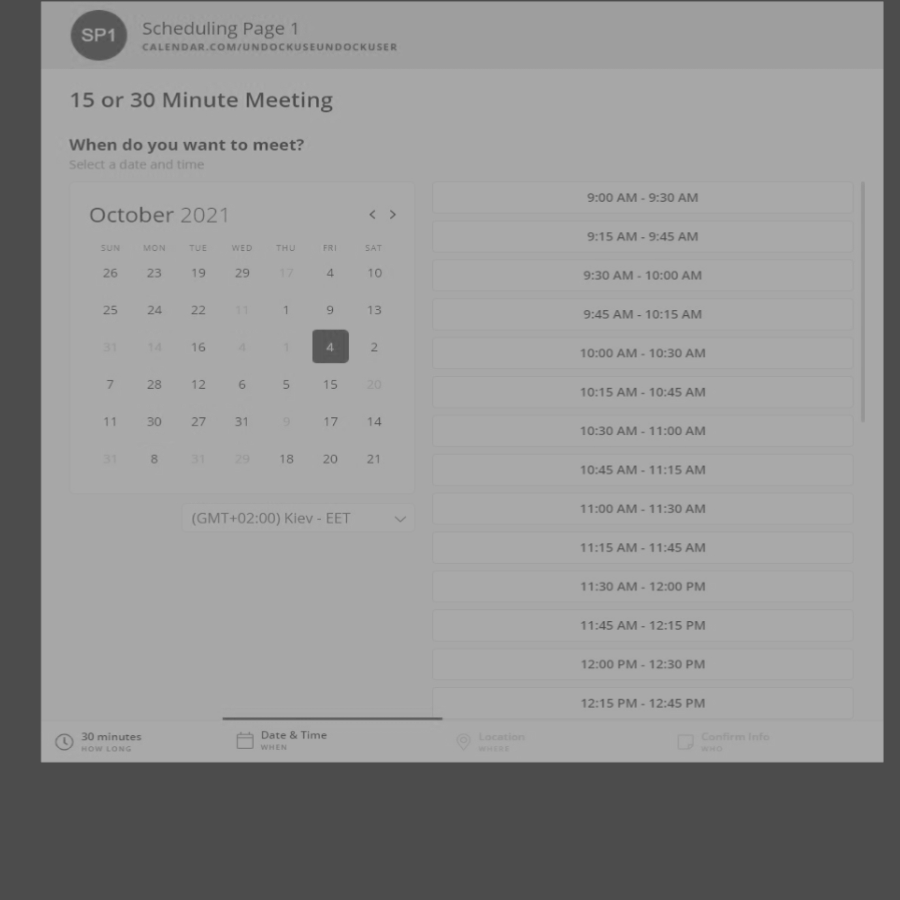 SP1
Scheduling Page 1
CALENDAR.COM/UNDOCKUSEUNDOCKUSER
15 or 30 Minute Meeting
When do you want to meet?
Select a date and time
October 2021
< >
SUN MON TUE WED THU FRI SAT
26 23 19 29 17 4 10
25 24 22 11 1 9 13
31 14 16 4 1 4 2
7 28 12 6 5 15 20
11 30 27 31 9 17 14
31 8 31 29 18 20 21
(GMT+02:00) Kiev - EET
9:00 AM - 9:30 AM
9:15 AM - 9:45 AM
9:30 AM - 10:00 AM
9:45 AM - 10:15 AM
10:00 AM - 10:30 AM
10:15 AM - 10:45 AM
10:30 AM - 11:00 AM
10:45 AM - 11:15 AM
11:00 AM - 11:30 AM
11:15 AM - 11:45 AM
11:30 AM - 12:00 PM
11:45 AM - 12:15 PM
12:00 PM - 12:30 PM
12:15 PM - 12:45 PM
30 minutes
HOW LONG
Date & Time
WHEN
Location
WHERE
Confirm Info
WHO